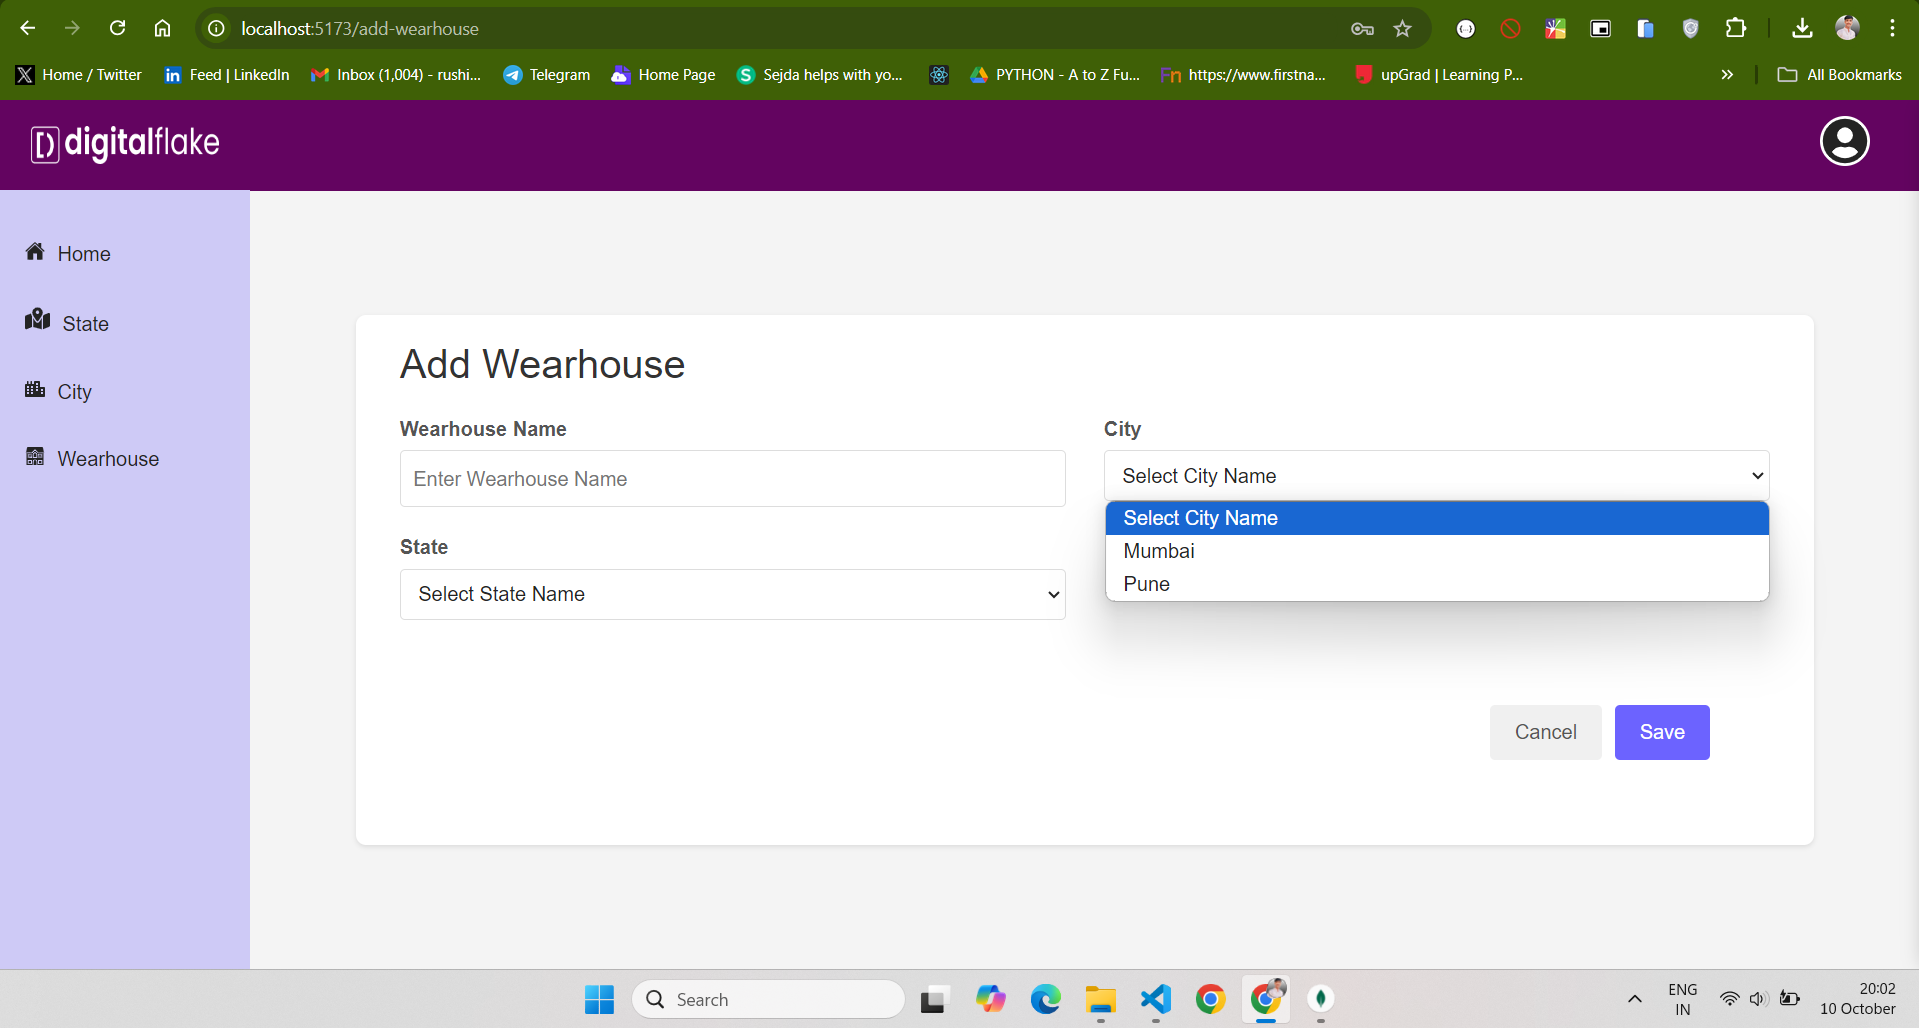 localhost:5173/add-wearhouse
Home / Twitter
Feed | LinkedIn
Inbox (1,004) - rushi...
Telegram
Home Page
Sejda helps with yo...
PYTHON - A to Z Fu...
https://www.firstna...
upGrad | Learning P...
All Bookmarks
digitalflake
Home
State
City
Wearhouse
Add Wearhouse
Wearhouse Name
Enter Wearhouse Name
City
Select City Name
Select City Name
Mumbai
Pune
State
Select State Name
Cancel
Save
Search
ENG
IN
20:02
10 October